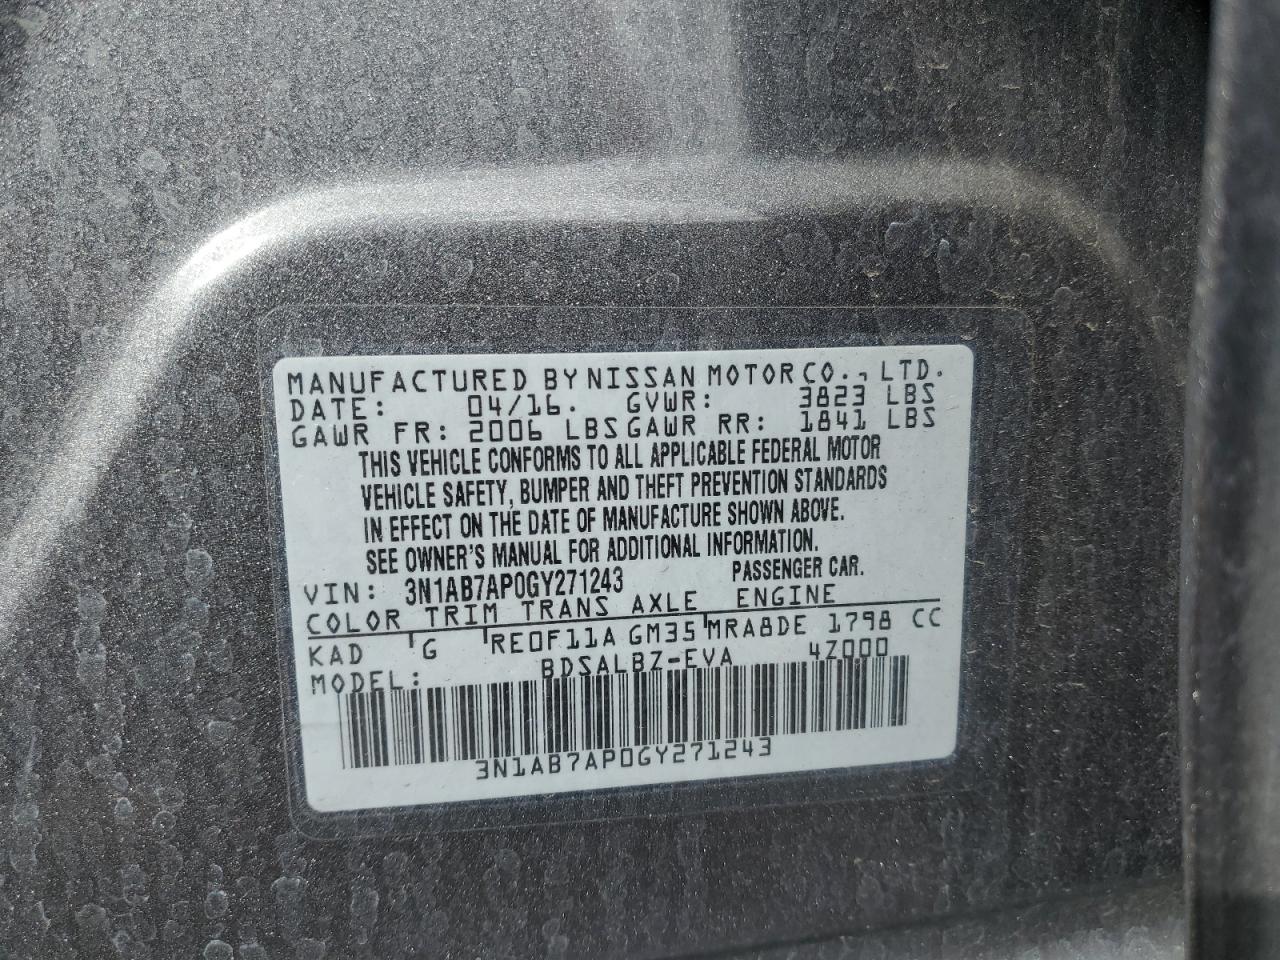 MANUFACTURED BY NISSAN MOTOR CO., LTD.
DATE: 04/16. GVWR: 3823 LBS
GAWR FR: 2006 LBS GAWR RR: 1841 LBS
THIS VEHICLE CONFORMS TO ALL APPLICABLE FEDERAL MOTOR
VEHICLE SAFETY, BUMPER AND THEFT PREVENTION STANDARDS
IN EFFECT ON THE DATE OF MANUFACTURE SHOWN ABOVE.
SEE OWNER'S MANUAL FOR ADDITIONAL INFORMATION.
VIN: 3N1AB7AP0GY271243 PASSENGER CAR.
COLOR TRIM TRANS AXLE ENGINE
KAD G RE0F11A GM35 MRA8DE 1798 CC
MODEL: BDSALBZ-EVA 4Z000
3N1AB7AP0GY271243